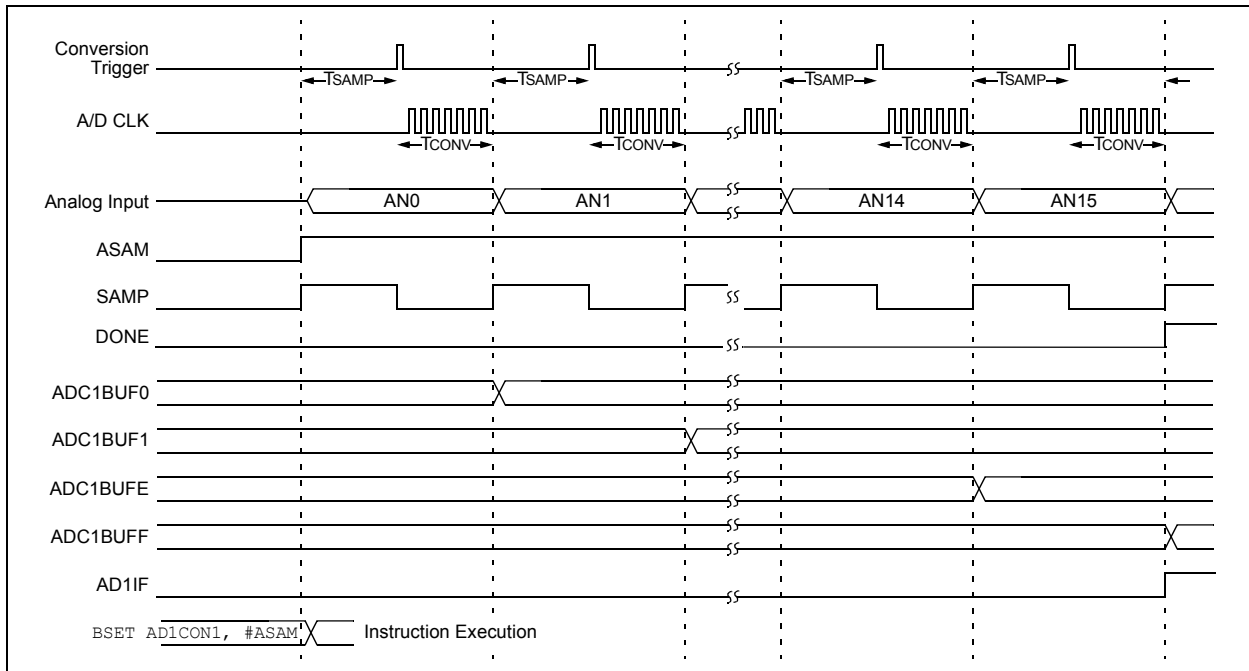 Conversion
Trigger
TSAMP TSAMP TSAMP TSAMP
A/D CLK
TCONV TCONV TCONV TCONV
Analog Input AN0 AN1 AN14 AN15
ASAM
SAMP
DONE
ADC1BUF0
ADC1BUF1
ADC1BUFE
ADC1BUFF
AD1IF
BSET AD1CON1, #ASAM Instruction Execution